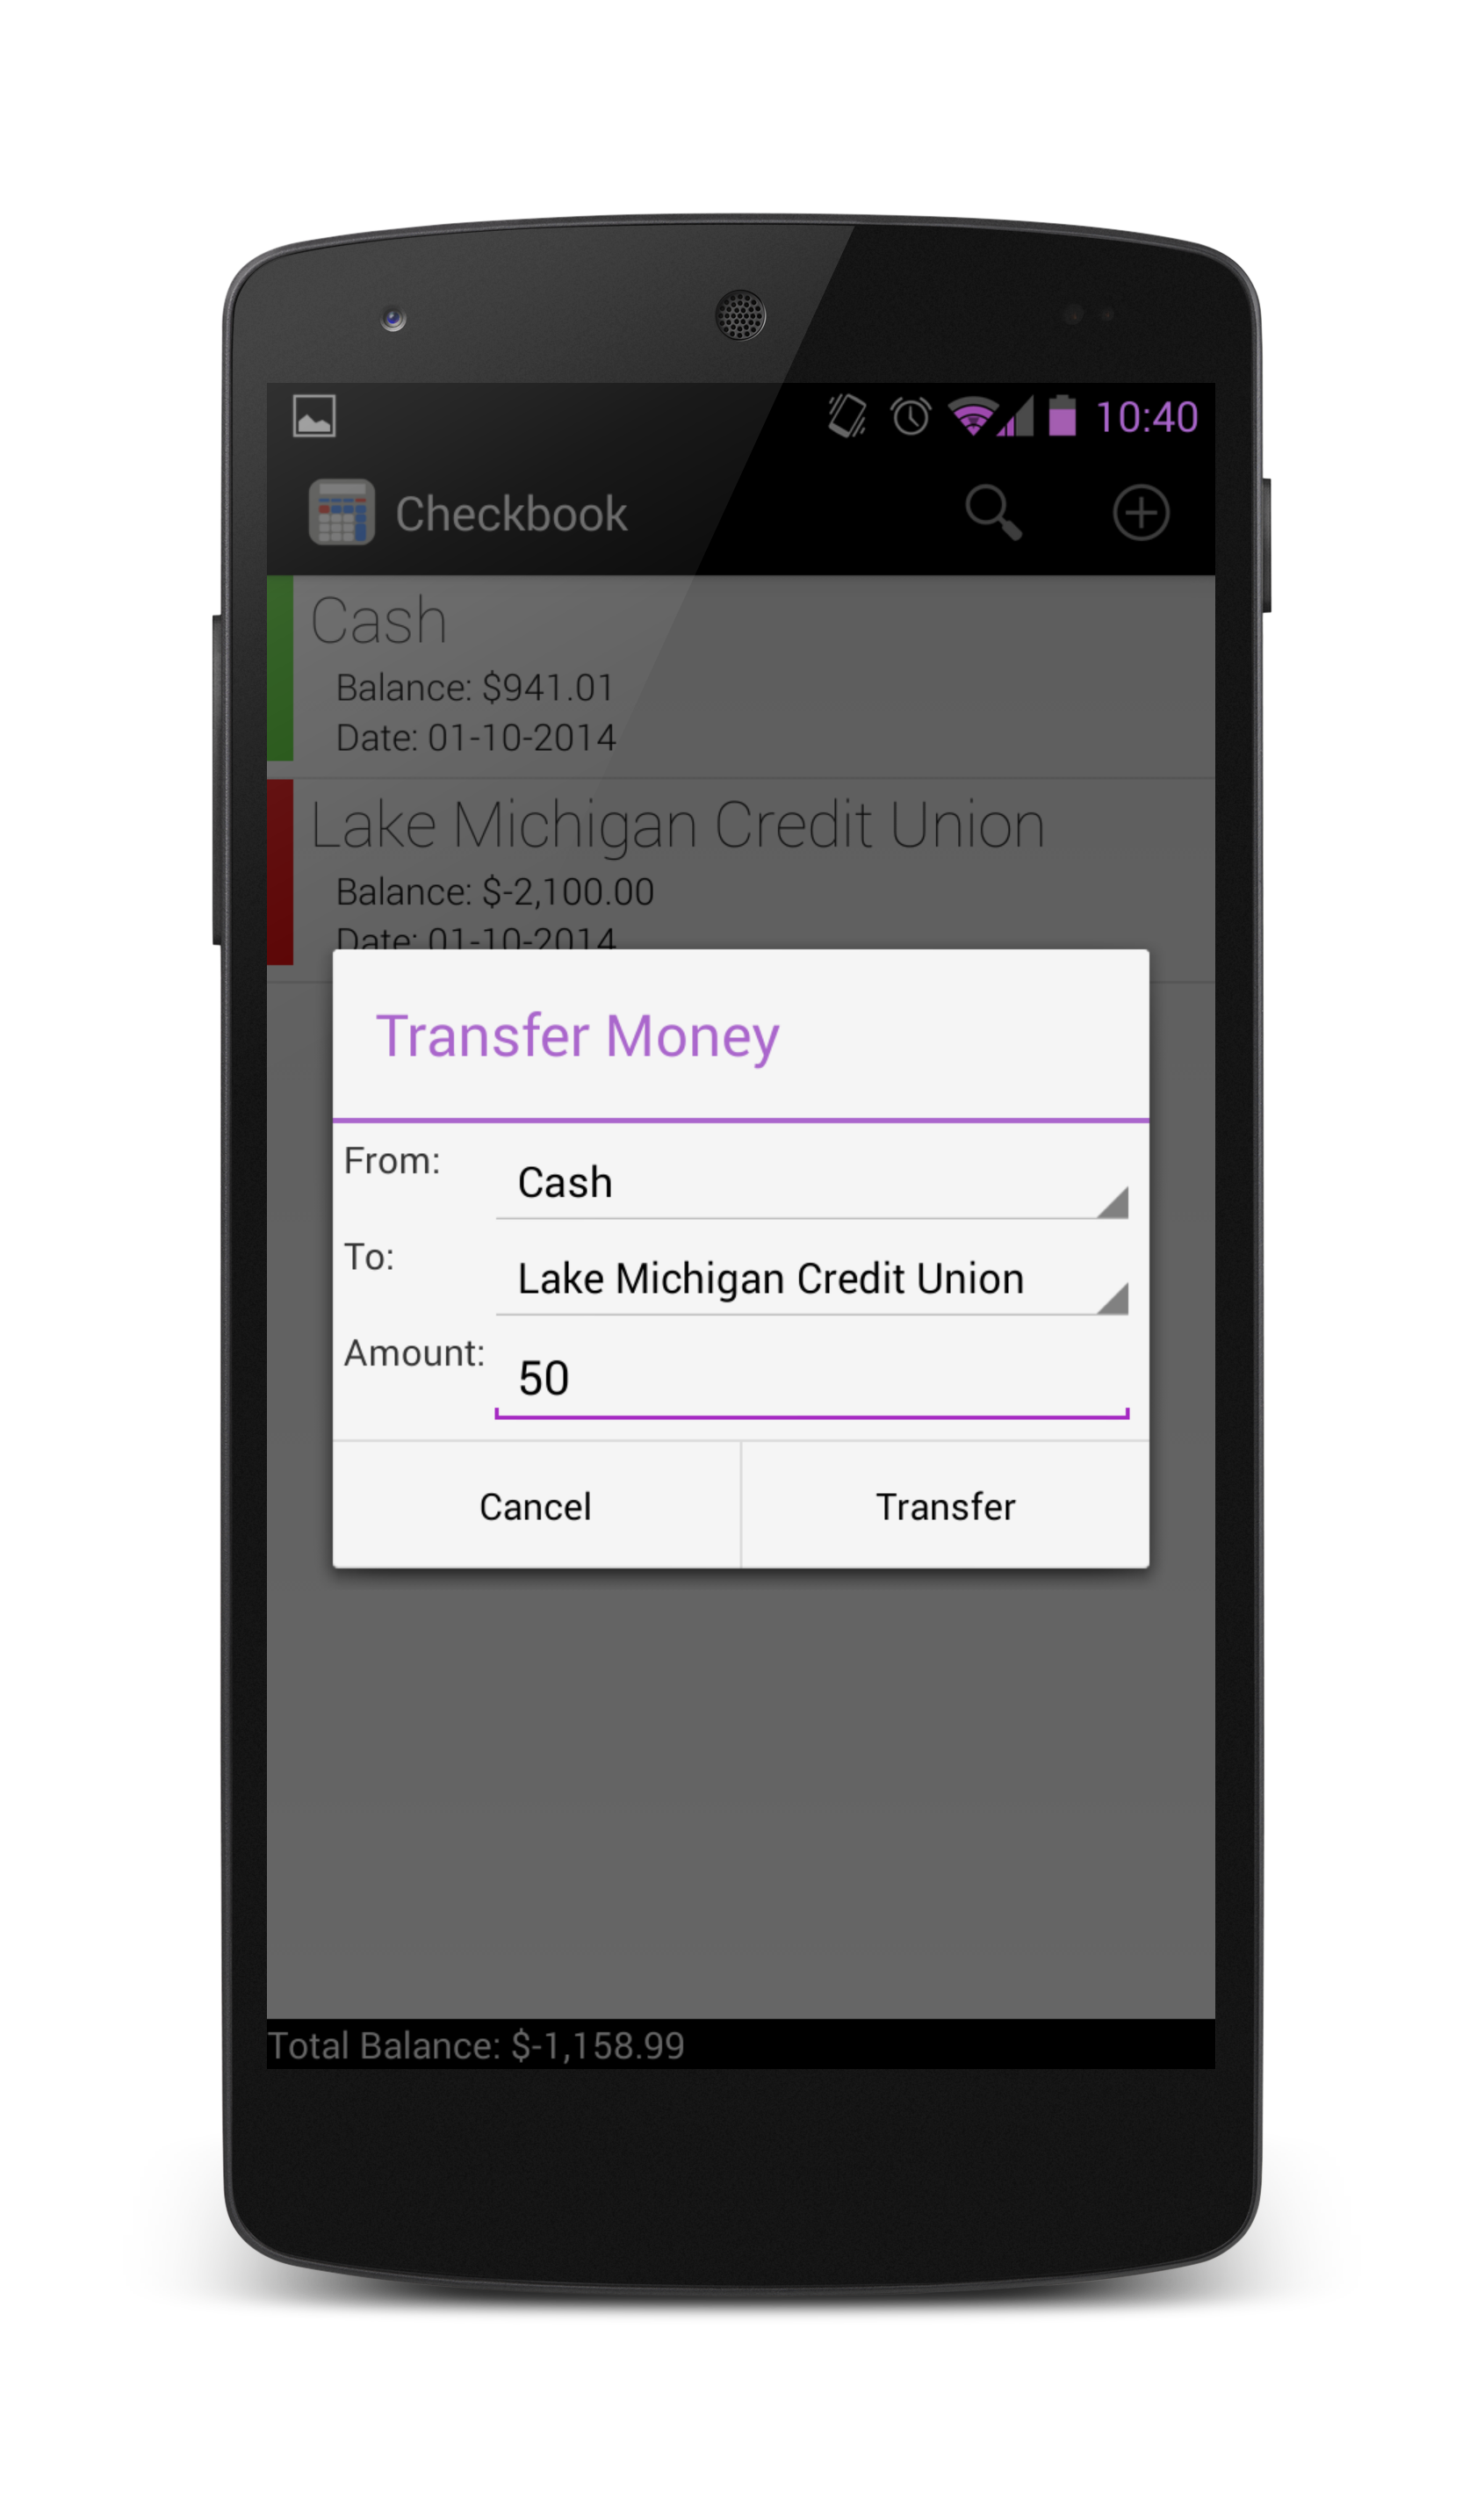 10:40
Checkbook
Cash
Balance: $941.01
Date: 01-10-2014
Lake Michigan Credit Union
Balance: $-2,100.00
Date: 01-10-2014
Transfer Money
From: Cash
To: Lake Michigan Credit Union
Amount: 50
Cancel Transfer
Total Balance: $-1,158.99